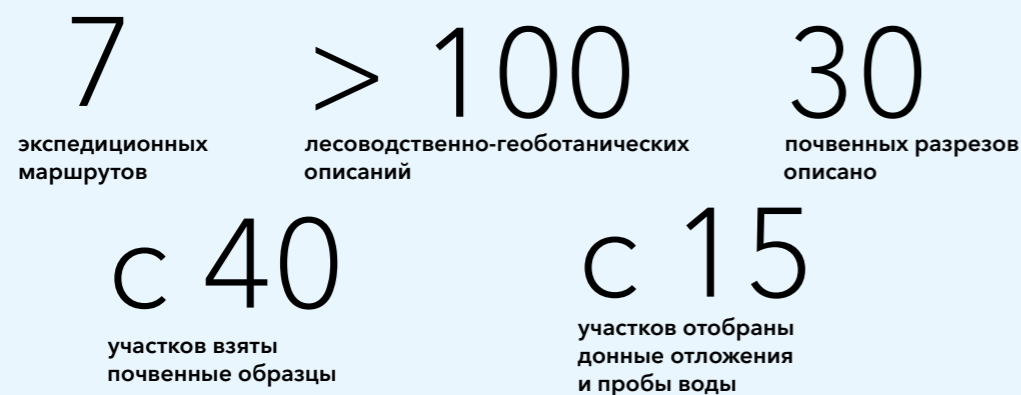 7
экспедиционных
маршрутов
> 100
лесоводственно-геоботанических
описаний
30
почвенных разрезов
описано
с 40
участков взяты
почвенные образцы
с 15
участков отобраны
донные отложения
и пробы воды